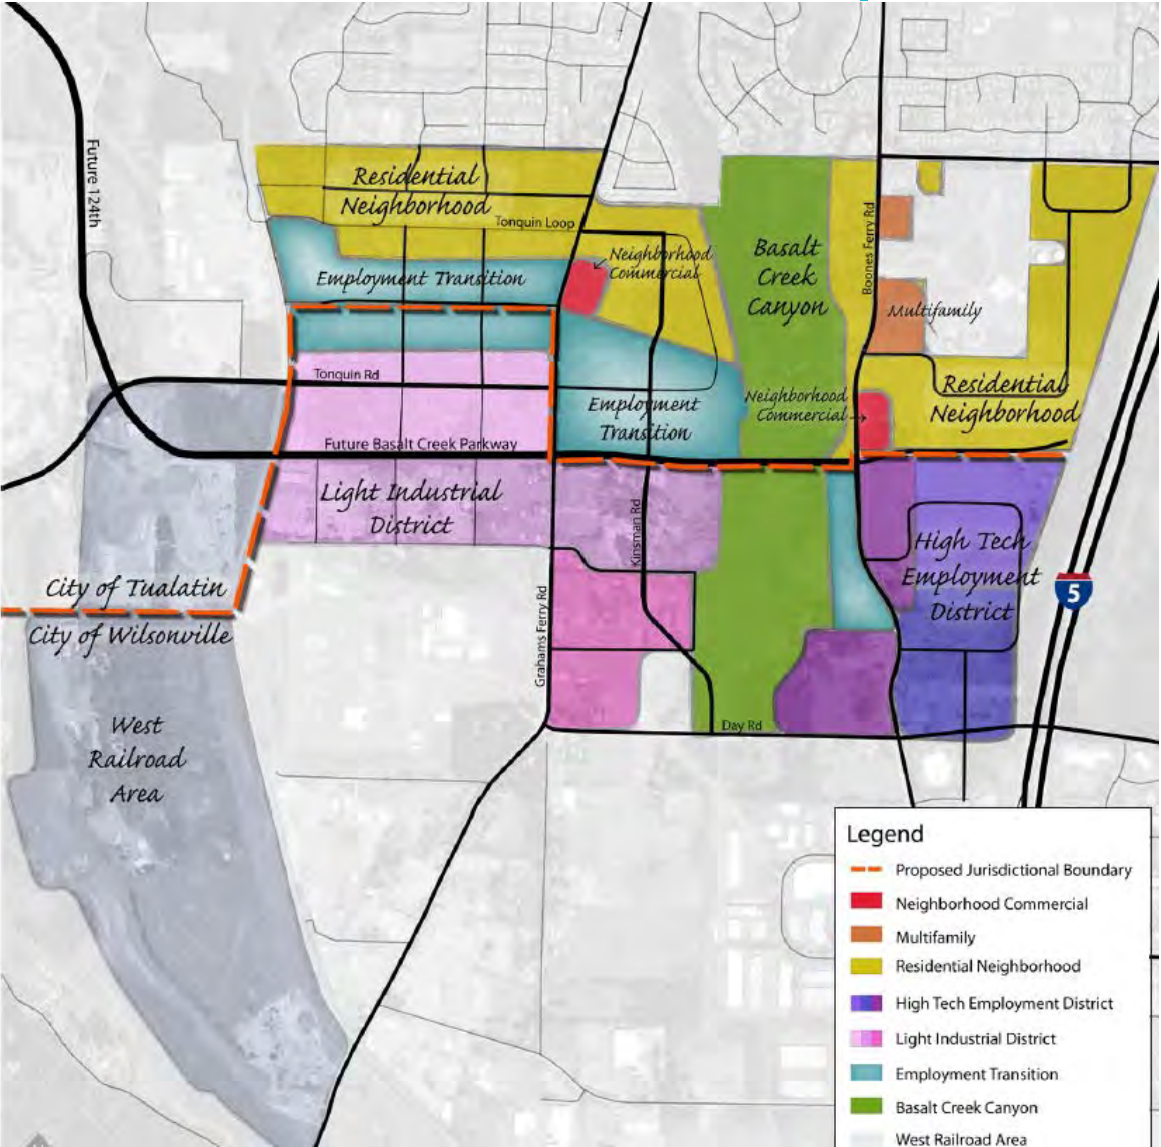 Future 124th
Residential
Neighborhood
Tonquin Loop
Employment Transition
Neighborhood
Commercial
Basalt
Creek
Canyon
Boones Ferry Rd
Multifamily
Tonquin Rd
Employment
Transition
Neighborhood
Commercial
Residential
Neighborhood
Future Basalt Creek Parkway
Light Industrial
District
Kinsman Rd
High Tech
Employment
District
5
City of Tualatin
City of Wilsonville
Grahams Ferry Rd
West
Railroad
Area
Day Rd
Legend
Proposed Jurisdictional Boundary
Neighborhood Commercial
Multifamily
Residential Neighborhood
High Tech Employment District
Light Industrial District
Employment Transition
Basalt Creek Canyon
West Railroad Area